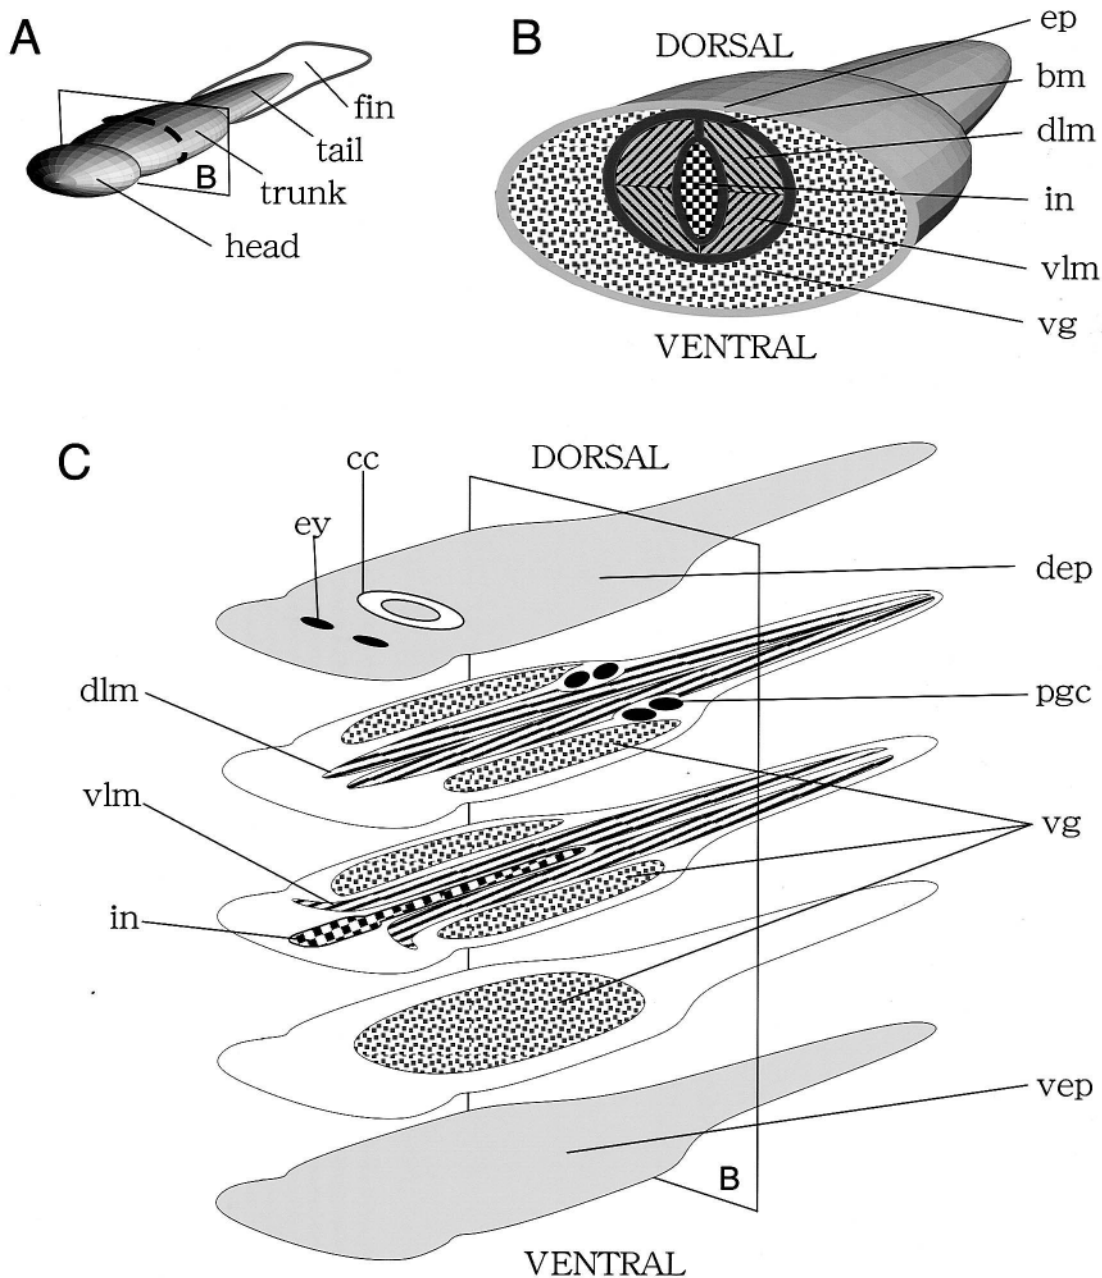 A
fin
tail
B
trunk
head
B
DORSAL
ep
bm
dlm
in
vlm
vg
VENTRAL
C
cc
DORSAL
ey
dep
dlm
pgc
vlm
vg
in
vep
B
VENTRAL